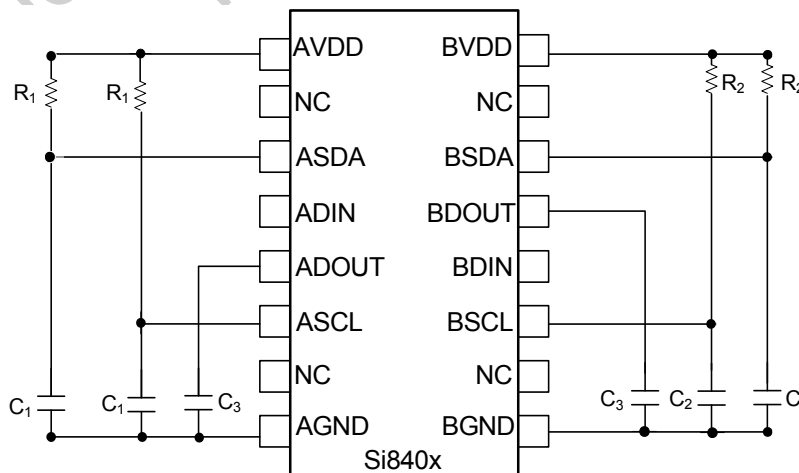 AVDD BVDD
R₁ R₁ R₂ R₂
NC NC
ASDA BSDA
ADIN BDOUT
ADOUT BDIN
ASCL BSCL
NC NC
C₁ C₁ C₃ C₃ C₂ C
AGND BGND
Si840x